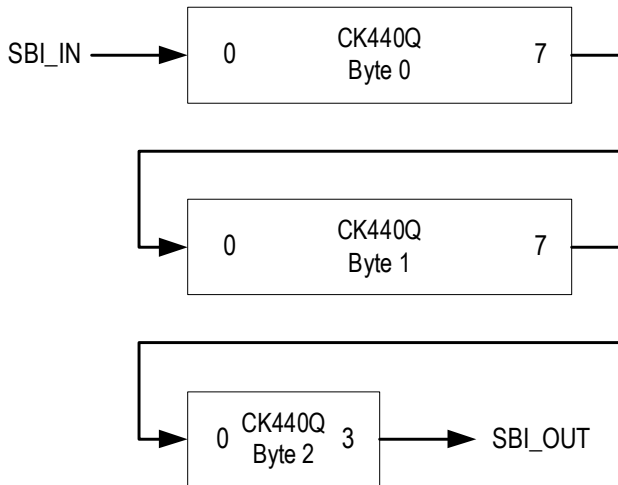 SBI_IN
0 CK440Q 7
Byte 0
0 CK440Q 7
Byte 1
0 CK440Q 3
Byte 2
SBI_OUT